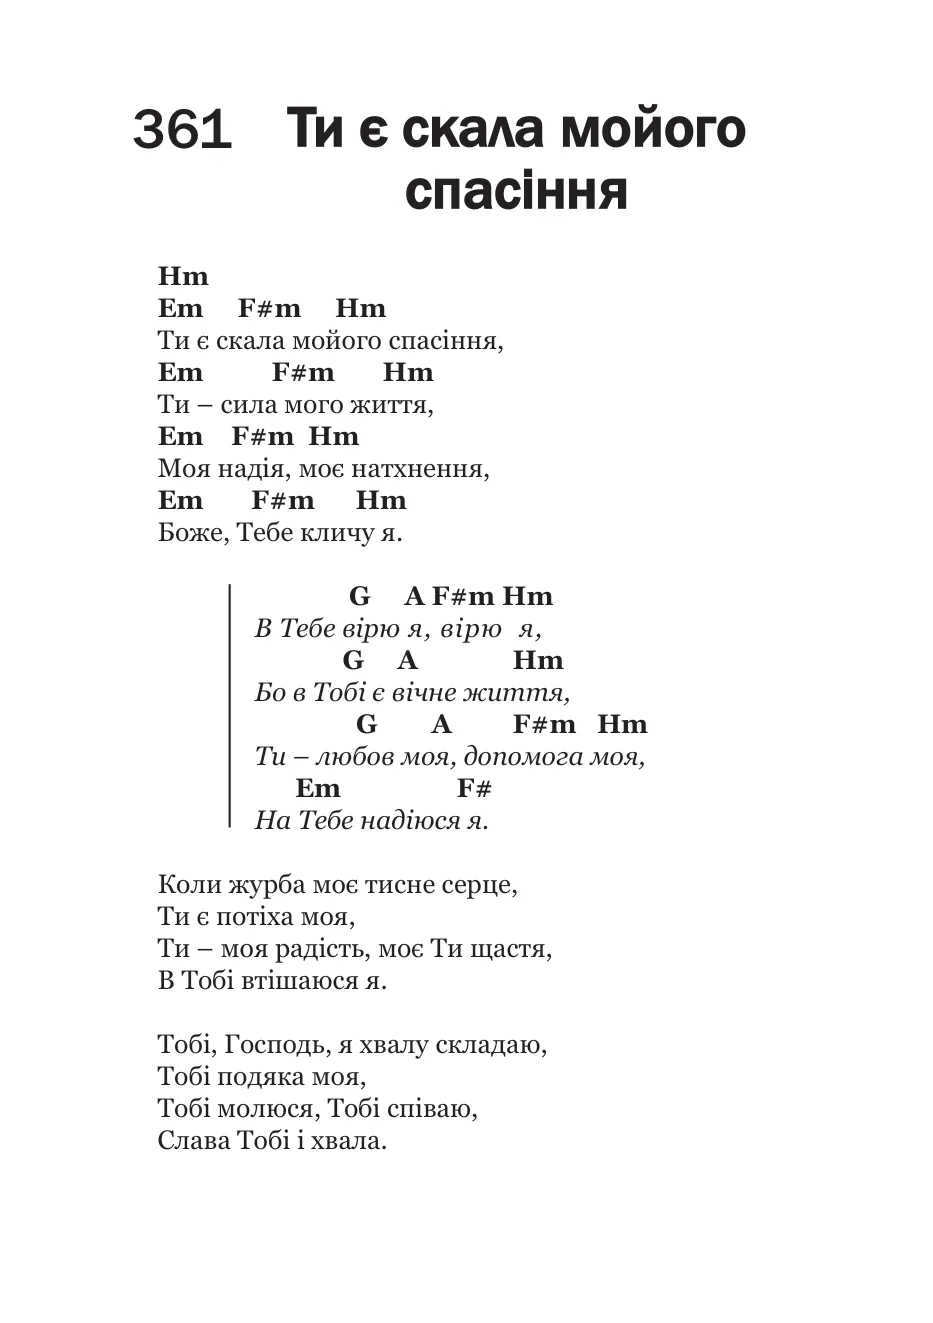 361 Ти є скала мойого
спасіння
Hm
Em F#m Hm
Ти є скала мойого спасіння,
Em F#m Hm
Ти – сила мого життя,
Em F#m Hm
Моя надія, моє натхнення,
Em F#m Hm
Боже, Тебе кличу я.
G A F#m Hm
В Тебе вірю я, вірю я,
G A Hm
Бо в Тобі є вічне життя,
G A F#m Hm
Ти – любов моя, допомога моя,
Em F#
На Тебе надіюся я.
Коли журба моє тисне серце,
Ти є потіха моя,
Ти – моя радість, моє Ти щастя,
В Тобі втішаюся я.
Тобі, Господь, я хвалу складаю,
Тобі подяка моя,
Тобі молюся, Тобі співаю,
Слава Тобі і хвала.